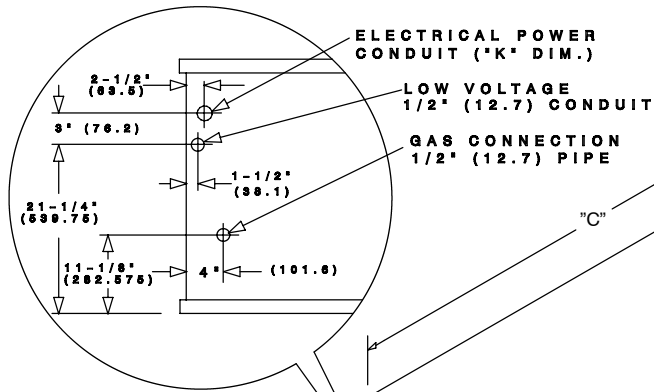 ELECTRICAL POWER
CONDUIT ("K" DIM.)
2-1/2"
(63.5)
LOW VOLTAGE
1/2" (12.7) CONDUIT
3" (76.2)
GAS CONNECTION
1/2" (12.7) PIPE
1-1/2"
(38.1)
21-1/4"
(539.75)
"C"
11-1/8"
(282.575)
4"
(101.6)